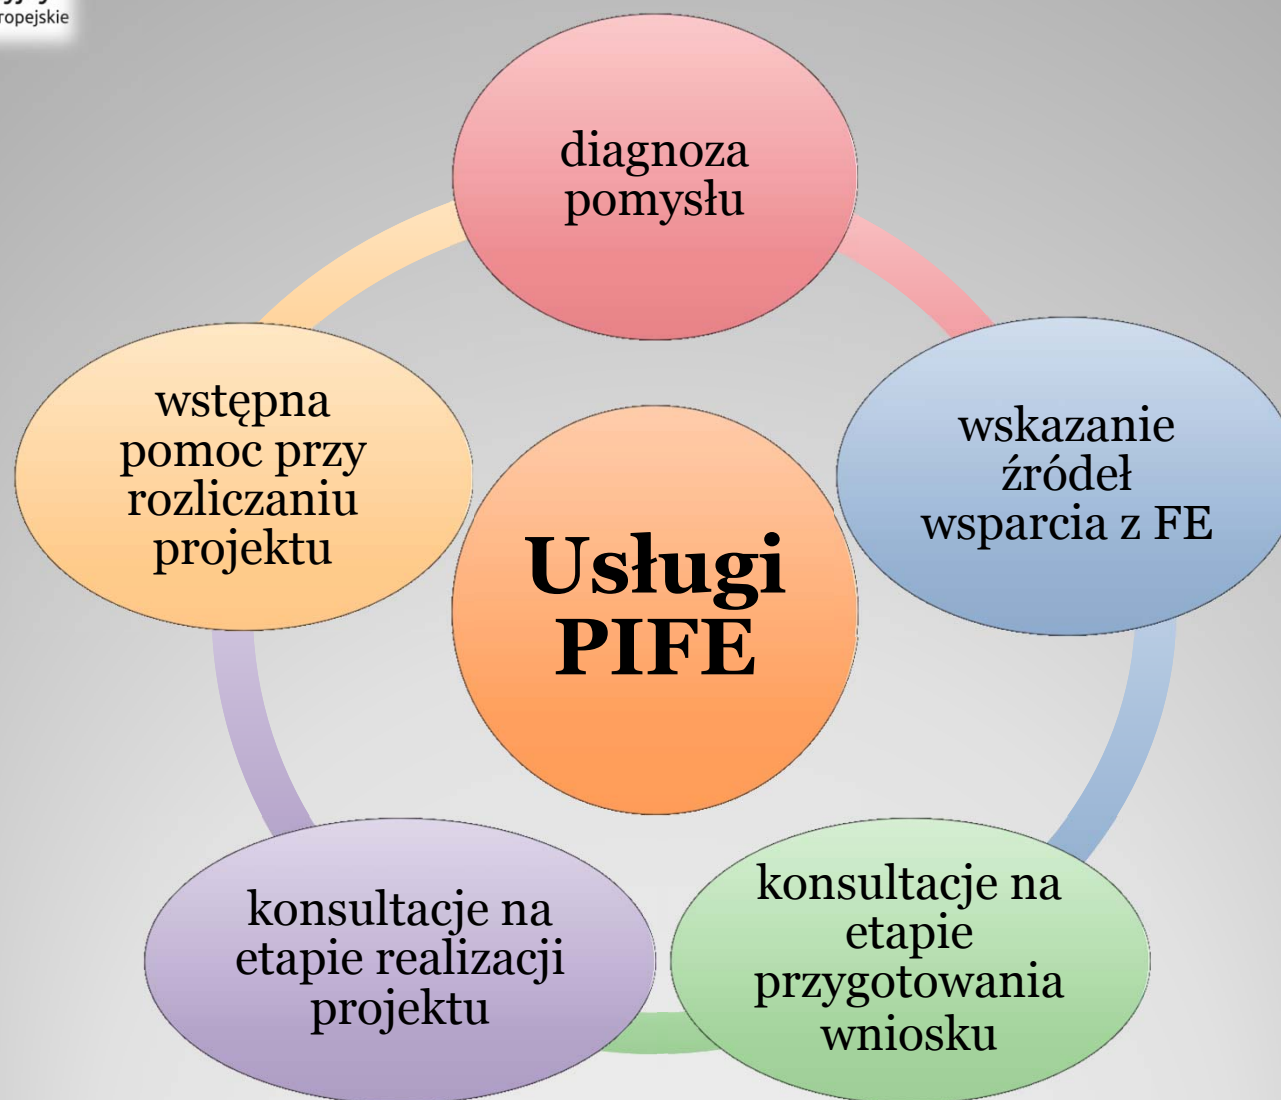 diagnoza
pomysłu
wskazanie
źródeł
wsparcia z FE
konsultacje na
etapie
przygotowania
wniosku
konsultacje na
etapie realizacji
projektu
wstępna
pomoc przy
rozliczaniu
projektu
Usługi
PIFE